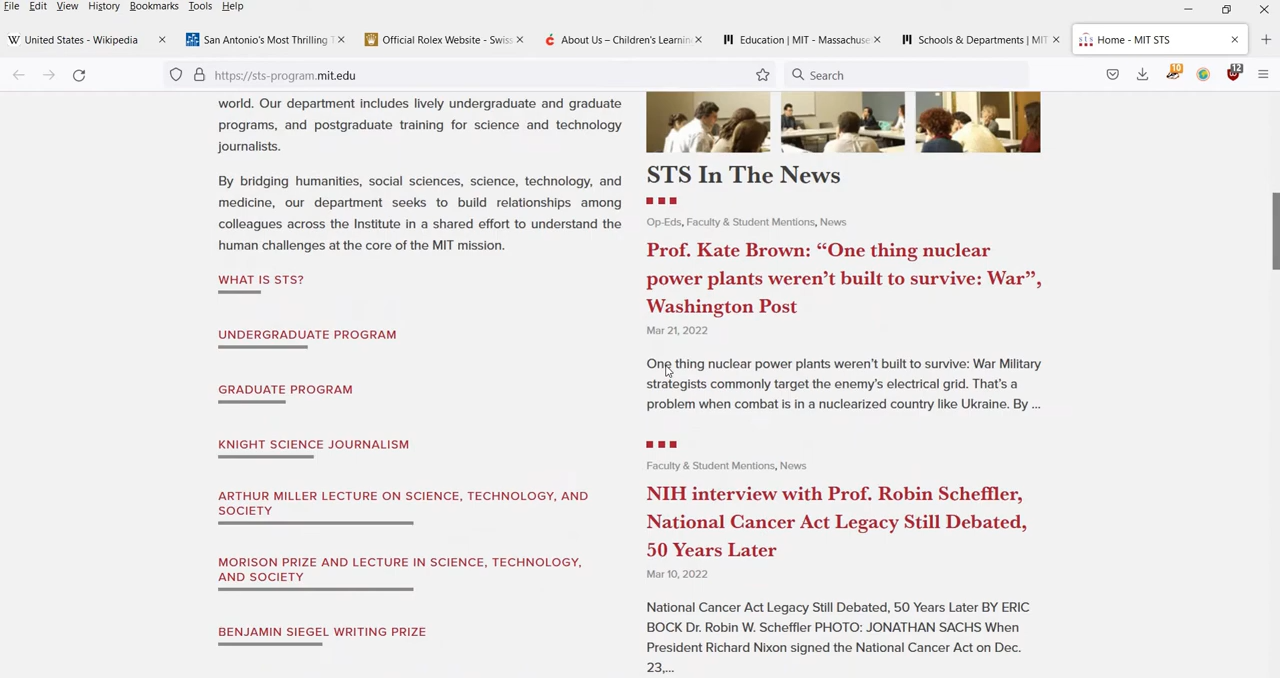 File Edit View History Bookmarks Tools Help
United States - Wikipedia
San Antonio's Most Thrilling T
Official Rolex Website - Swiss
About Us – Children's Learnin
Education | MIT - Massachuse
Schools & Departments | MIT
Home - MIT STS
https://sts-program.mit.edu
Search
10
12
world. Our department includes lively undergraduate and graduate
programs, and postgraduate training for science and technology
journalists.
By bridging humanities, social sciences, science, technology, and
medicine, our department seeks to build relationships among
colleagues across the Institute in a shared effort to understand the
human challenges at the core of the MIT mission.
WHAT IS STS?
UNDERGRADUATE PROGRAM
GRADUATE PROGRAM
KNIGHT SCIENCE JOURNALISM
ARTHUR MILLER LECTURE ON SCIENCE, TECHNOLOGY, AND
SOCIETY
MORISON PRIZE AND LECTURE IN SCIENCE, TECHNOLOGY,
AND SOCIETY
BENJAMIN SIEGEL WRITING PRIZE
STS In The News
Op-Eds, Faculty & Student Mentions, News
Prof. Kate Brown: “One thing nuclear
power plants weren’t built to survive: War”,
Washington Post
Mar 21, 2022
One thing nuclear power plants weren’t built to survive: War Military
strategists commonly target the enemy’s electrical grid. That’s a
problem when combat is in a nuclearized country like Ukraine. By ...
Faculty & Student Mentions, News
NIH interview with Prof. Robin Scheffler,
National Cancer Act Legacy Still Debated,
50 Years Later
Mar 10, 2022
National Cancer Act Legacy Still Debated, 50 Years Later BY ERIC
BOCK Dr. Robin W. Scheffler PHOTO: JONATHAN SACHS When
President Richard Nixon signed the National Cancer Act on Dec.
23,...